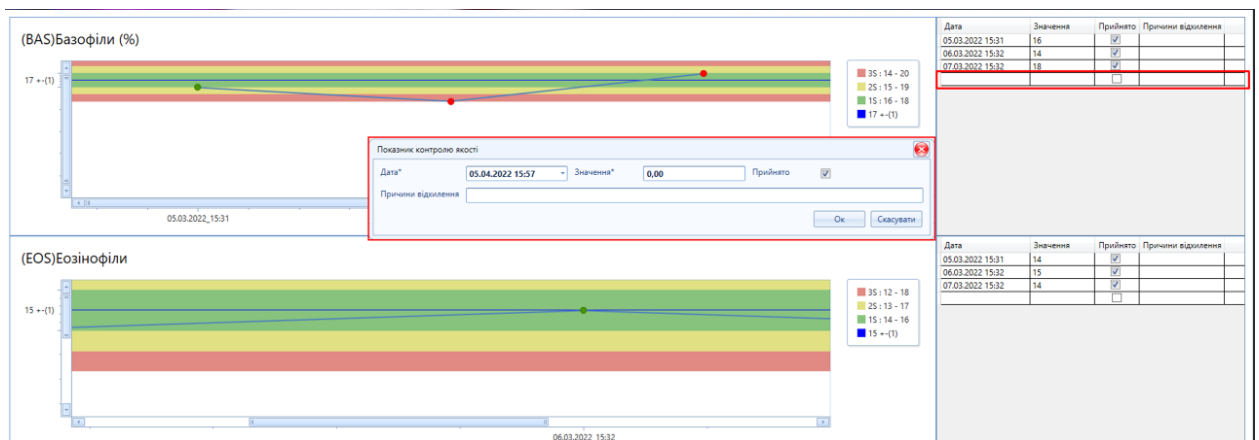 (BAS)Базофіли (%)
17 +-(1)
05.03.2022_15:31
3S : 14 - 20
2S : 15 - 19
1S : 16 - 18
17 +-(1)
Дата Значення Прийнято Причини відхилення
05.03.2022 15:31 16
06.03.2022 15:32 14
07.03.2022 15:32 18
Показник контролю якості
Дата* 05.04.2022 15:57 Значення* 0,00 Прийнято
Причини відхилення
Ок Скасувати
(EOS)Еозінофіли
15 +-(1)
06.03.2022 15:32
3S : 12 - 18
2S : 13 - 17
1S : 14 - 16
15 +-(1)
Дата Значення Прийнято Причини відхилення
05.03.2022 15:31 14
06.03.2022 15:32 15
07.03.2022 15:32 14